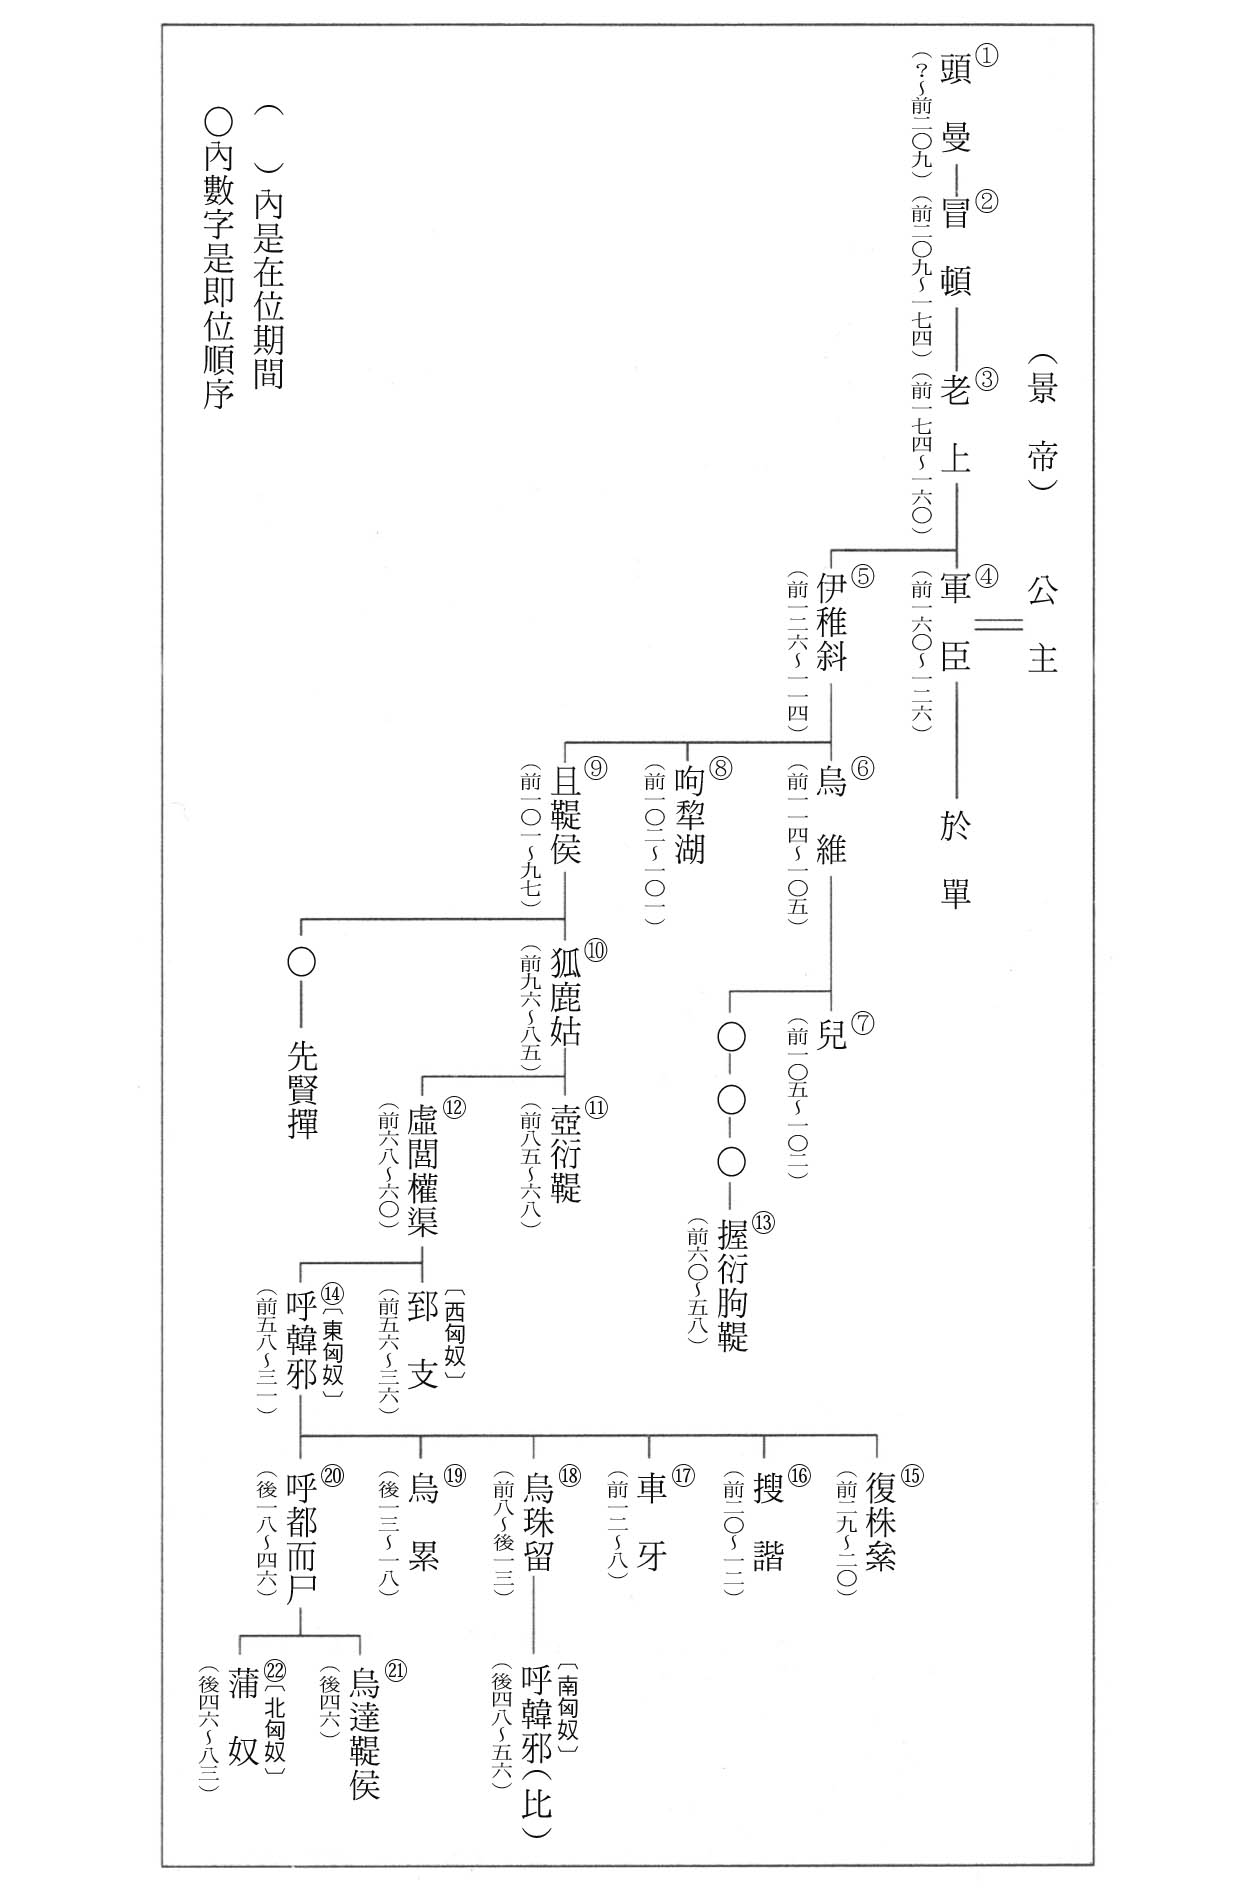 （景帝）
公主
①頭曼
（？～前二〇九）
②冒頓
（前二〇九～一七四）
③老上
（前一七四～一六〇）
④軍臣
（前一六〇～一二六）
於單
⑤伊稚斜
（前一二六～一一四）
⑥烏維
（前一一四～一〇五）
⑦兒
（前一〇五～一〇二）
⑧呴犂湖
（前一〇二～一〇一）
⑨且鞮侯
（前一〇一～九七）
⑩狐鹿姑
（前九六～八五）
〇
先賢撣
⑪壺衍鞮
（前八五～六八）
⑫虛閭權渠
（前六八～六〇）
〇
〇
〇
⑬握衍朐鞮
（前六〇～五八）
〔西匈奴〕
郅支
（前五六～三六）
⑭〔東匈奴〕
呼韓邪
（前五八～三一）
⑮復株絫
（前二九～二〇）
⑯搜諧
（前二〇～一二）
⑰車牙
（前一二～八）
⑱烏珠留
（前八～後一三）
⑲烏累
（後一三～一八）
⑳呼都而尸
（後一八～四六）
〔南匈奴〕
呼韓邪（比）
（後四八～五六）
㉑烏達鞮侯
（後四六）
㉒〔北匈奴〕
蒲奴
（後四六～八三）
（　）內是在位期間
〇內數字是即位順序